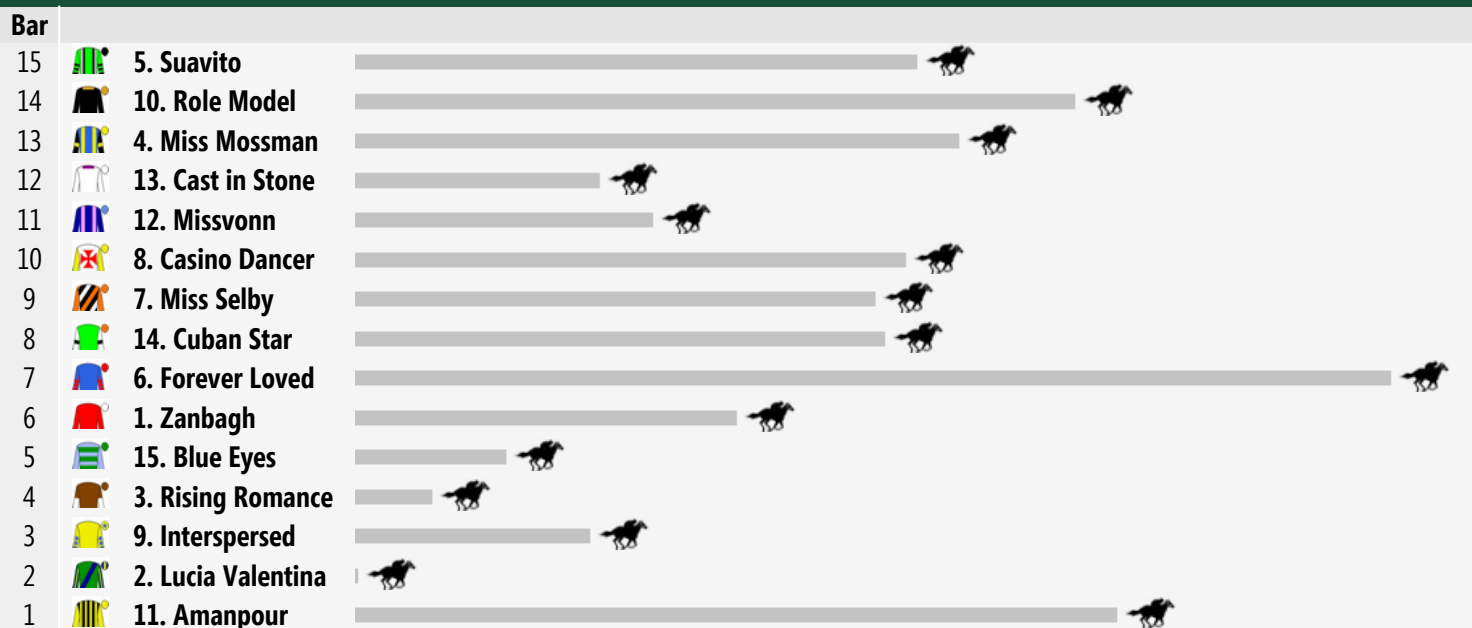 Bar
15 5. Suavito
14 10. Role Model
13 4. Miss Mossman
12 13. Cast in Stone
11 12. Missvonn
10 8. Casino Dancer
9 7. Miss Selby
8 14. Cuban Star
7 6. Forever Loved
6 1. Zanbagh
5 15. Blue Eyes
4 3. Rising Romance
3 9. Interspersed
2 2. Lucia Valentina
1 11. Amanpour